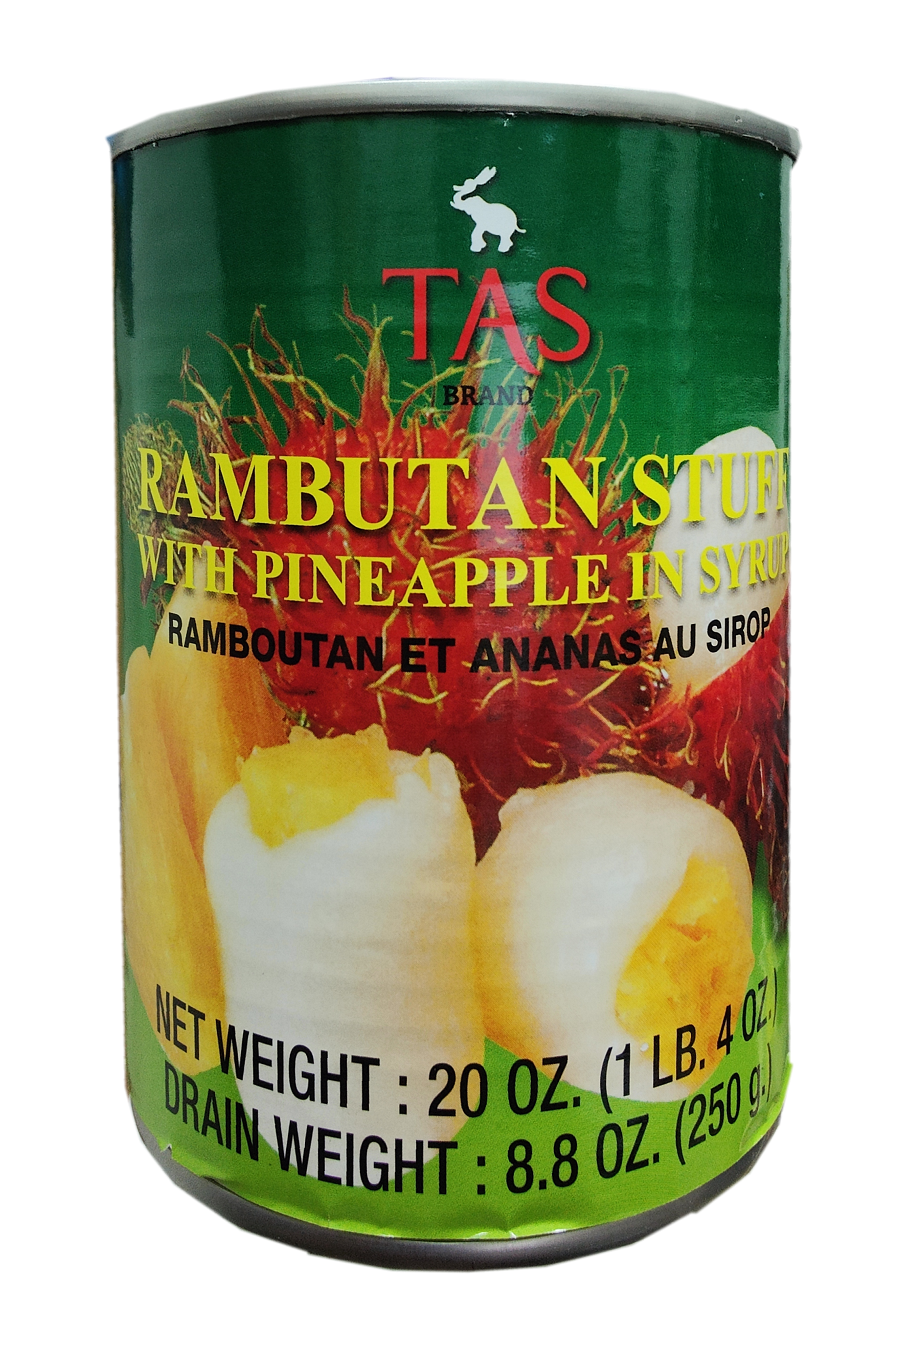 TAS
BRAND
RAMBUTAN STUFF
WITH PINEAPPLE IN SYRUP
RAMBOUTAN ET ANANAS AU SIROP
NET WEIGHT : 20 OZ. (1 LB. 4 OZ.)
DRAIN WEIGHT : 8.8 OZ. (250 g.)